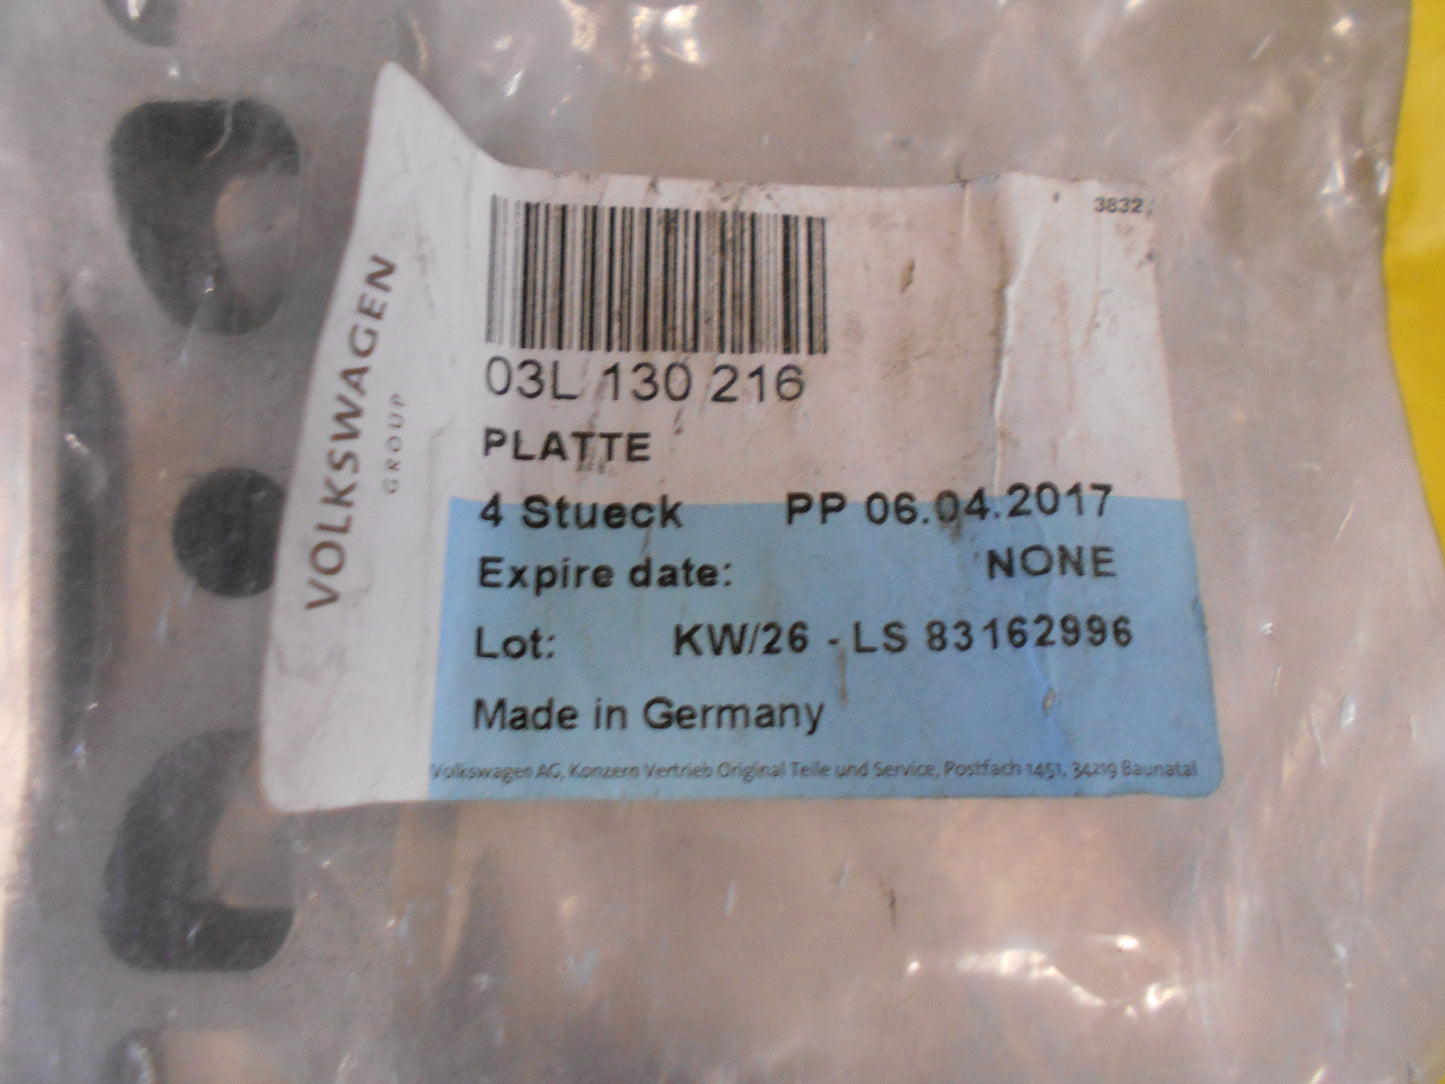 3832
VOLKSWAGEN
GROUP
03L 130 216
PLATTE
4 Stueck PP 06.04.2017
Expire date: NONE
Lot: KW/26 - LS 83162996
Made in Germany
Volkswagen AG, Konzern Vertrieb Original Teile und Service, Postfach 1451, 34219 Baunatal